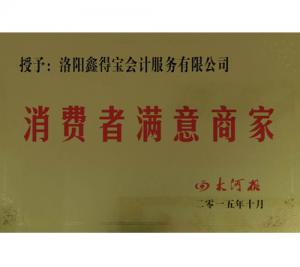 授予：洛阳鑫得宝会计服务有限公司
消费者满意商家
大河报
二零一五年十月